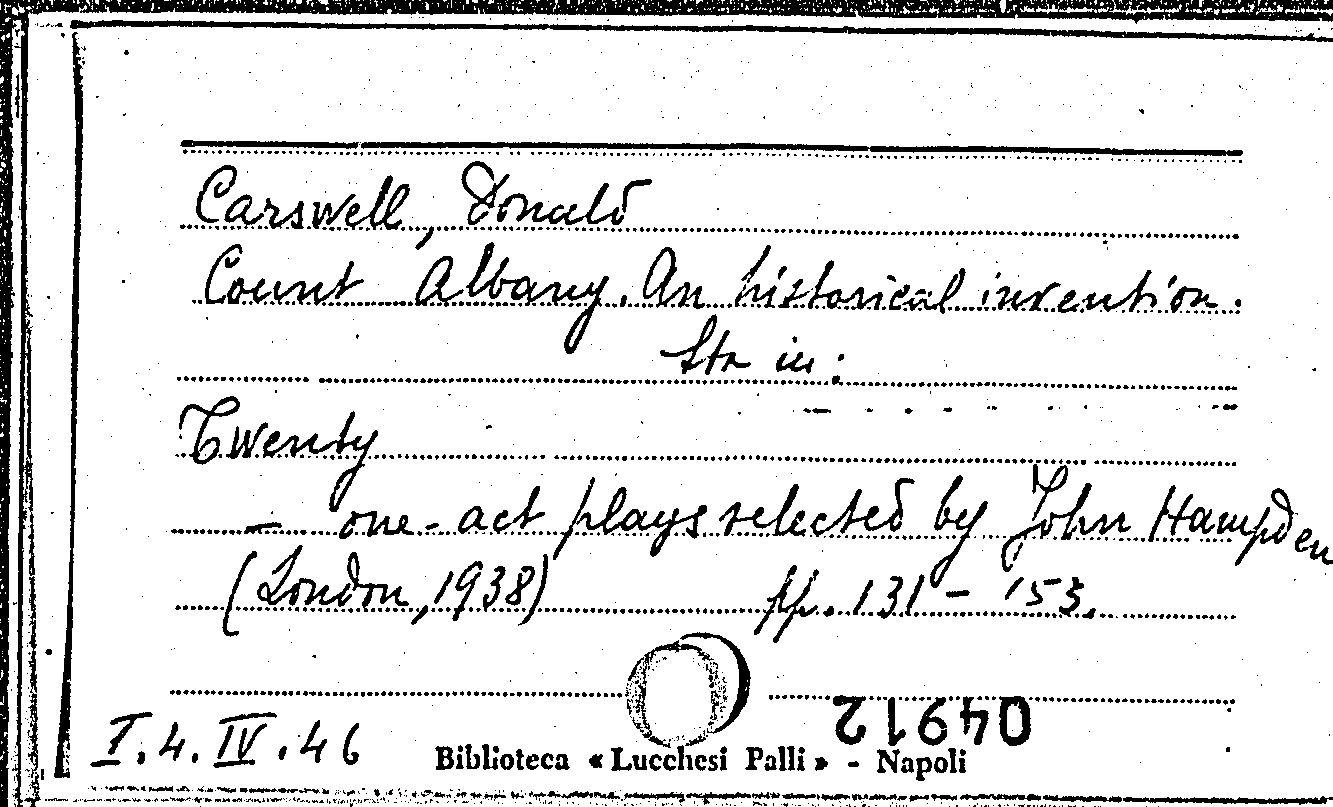 Carswell, Donald
Count Albany. An historical invention.
Sta in:
Twenty
— one-act plays selected by John Hampden
(London, 1938) pp. 131 - 153.
04912
I.4.IV.46
Biblioteca « Lucchesi Palli » - Napoli